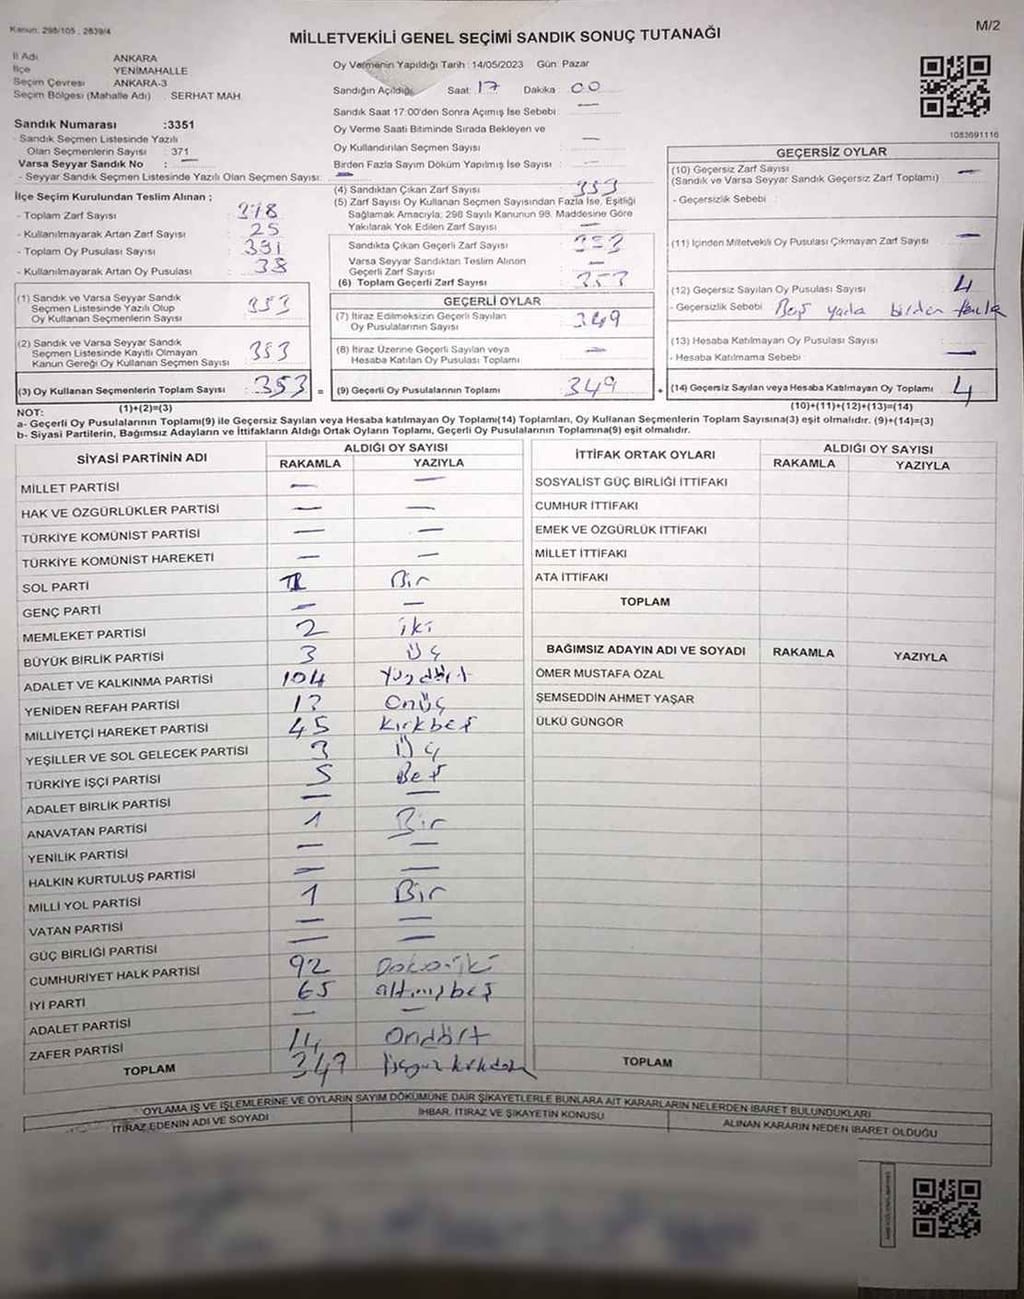 Kanun: 298/105 ; 2839/4
M/2
MİLLETVEKİLİ GENEL SEÇİMİ SANDIK SONUÇ TUTANAĞI
İl Adı ANKARA
İlçe YENİMAHALLE
Seçim Çevresi ANKARA-3
Seçim Bölgesi (Mahalle Adı) SERHAT MAH.
Sandık Numarası :3351
- Sandık Seçmen Listesinde Yazılı
Olan Seçmenlerin Sayısı : 371
Varsa Seyyar Sandık No : —
- Seyyar Sandık Seçmen Listesinde Yazılı Olan Seçmen Sayısı: —
Oy Vermenin Yapıldığı Tarih : 14/05/2023 Gün: Pazar
Sandığın Açıldığı Saat: 17 Dakika 00
Sandık Saat 17:00'den Sonra Açımış İse Sebebi : —
Oy Verme Saati Bitiminde Sırada Bekleyen ve
Oy Kullandırılan Seçmen Sayısı : —
Birden Fazla Sayım Döküm Yapılmış İse Sayısı : —
1083691116
İlçe Seçim Kurulundan Teslim Alınan ;
- Toplam Zarf Sayısı : 378
- Kullanılmayarak Artan Zarf Sayısı : 25
- Toplam Oy Pusulası Sayısı : 391
- Kullanılmayarak Artan Oy Pusulası : 38
(1) Sandık ve Varsa Seyyar Sandık
Seçmen Listesinde Yazılı Olup
Oy Kullanan Seçmenlerin Sayısı : 353
(2) Sandık ve Varsa Seyyar Sandık
Seçmen Listesinde Kayıtlı Olmayan
Kanun Gereği Oy Kullanan Seçmen Sayısı : 353
(3) Oy Kullanan Seçmenlerin Toplam Sayısı : 353 =
(1)+(2)=(3)
(4) Sandıktan Çıkan Zarf Sayısı : 353
(5) Zarf Sayısı Oy Kullanan Seçmen Sayısından Fazla İse, Eşitliği
Sağlamak Amacıyla; 298 Sayılı Kanunun 98. Maddesine Göre
Yakılarak Yok Edilen Zarf Sayısı : —
Sandıkta Çıkan Geçerli Zarf Sayısı : 353
Varsa Seyyar Sandıktan Teslim Alınan
Geçerli Zarf Sayısı : —
(6) Toplam Geçerli Zarf Sayısı : 353
GEÇERLİ OYLAR
(7) İtiraz Edilmeksizin Geçerli Sayılan
Oy Pusulalarının Sayısı : 349
(8) İtiraz Üzerine Geçerli Sayılan veya
Hesaba Katılan Oy Pusulası Toplamı : —
(9) Geçerli Oy Pusulalarının Toplamı : 349 +
GEÇERSİZ OYLAR
(10) Geçersiz Zarf Sayısı
(Sandık ve Varsa Seyyar Sandık Geçersiz Zarf Toplamı) : —
- Geçersizlik Sebebi :
(11) İçinden Milletvekili Oy Pusulası Çıkmayan Zarf Sayısı : —
(12) Geçersiz Sayılan Oy Pusulası Sayısı : 4
- Geçersizlik Sebebi : Boş yada birden fazla
(13) Hesaba Katılmayan Oy Pusulası Sayısı :
- Hesaba Katılmama Sebebi : —
(14) Geçersiz Sayılan veya Hesaba Katılmayan Oy Toplamı : 4
(10)+(11)+(12)+(13)=(14)
NOT:
a- Geçerli Oy Pusulalarının Toplamı(9) ile Geçersiz Sayılan veya Hesaba katılmayan Oy Toplamı(14) Toplamları, Oy Kullanan Seçmenlerin Toplam Sayısına(3) eşit olmalıdır. (9)+(14)=(3)
b- Siyasi Partilerin, Bağımsız Adayların ve İttifakların Aldığı Ortak Oyların Toplamı, Geçerli Oy Pusulalarının Toplamına(9) eşit olmalıdır.
SİYASİ PARTİNİN ADI ALDIĞI OY SAYISI
RAKAMLA YAZIYLA
MİLLET PARTİSİ — —
HAK VE ÖZGÜRLÜKLER PARTİSİ — —
TÜRKİYE KOMÜNİST PARTİSİ — —
TÜRKİYE KOMÜNİST HAREKETİ — —
SOL PARTİ Bir
GENÇ PARTİ — —
MEMLEKET PARTİSİ 2 iki
BÜYÜK BİRLİK PARTİSİ 3 Üç
ADALET VE KALKINMA PARTİSİ 104 Yüzdört
YENİDEN REFAH PARTİSİ 13 Onüç
MİLLİYETÇİ HAREKET PARTİSİ 45 Kırkbeş
YEŞİLLER VE SOL GELECEK PARTİSİ 3 Üç
TÜRKİYE İŞÇİ PARTİSİ 5 Beş
ADALET BİRLİK PARTİSİ — —
ANAVATAN PARTİSİ 1 Bir
YENİLİK PARTİSİ — —
HALKIN KURTULUŞ PARTİSİ — —
MİLLİ YOL PARTİSİ 1 Bir
VATAN PARTİSİ — —
GÜÇ BİRLİĞİ PARTİSİ — —
CUMHURİYET HALK PARTİSİ 92 Doksaniki
İYİ PARTİ 65 altmışbeş
ADALET PARTİSİ — —
ZAFER PARTİSİ 14 Ondört
TOPLAM 349
İTTİFAK ORTAK OYLARI ALDIĞI OY SAYISI
RAKAMLA YAZIYLA
SOSYALİST GÜÇ BİRLİĞİ İTTİFAKI
CUMHUR İTTİFAKI
EMEK VE ÖZGÜRLÜK İTTİFAKI
MİLLET İTTİFAKI
ATA İTTİFAKI
TOPLAM
BAĞIMSIZ ADAYIN ADI VE SOYADI RAKAMLA YAZIYLA
ÖMER MUSTAFA ÖZAL
ŞEMSEDDİN AHMET YAŞAR
ÜLKÜ GÜNGÖR
TOPLAM
OYLAMA İŞ VE İŞLEMLERİNE VE OYLARIN SAYIM DÖKÜMÜNE DAİR ŞİKAYETLERLE BUNLARA AİT KARARLARIN NELERDEN İBARET BULUNDUKLARI
İTİRAZ EDENİN ADI VE SOYADI İHBAR, İTİRAZ VE ŞİKAYETİN KONUSU ALINAN KARARIN NEDEN İBARET OLDUĞU